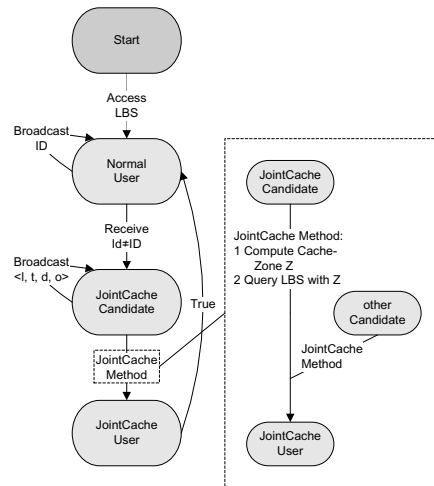 Start
Access
LBS
Broadcast
ID
Normal
User
Receive
Id≠ID
Broadcast
<l, t, d, o>
JointCache
Candidate
True
JointCache
Method
JointCache
User
JointCache
Candidate
JointCache Method:
1 Compute Cache-
Zone Z
2 Query LBS with Z
other
Candidate
JointCache
Method
JointCache
User